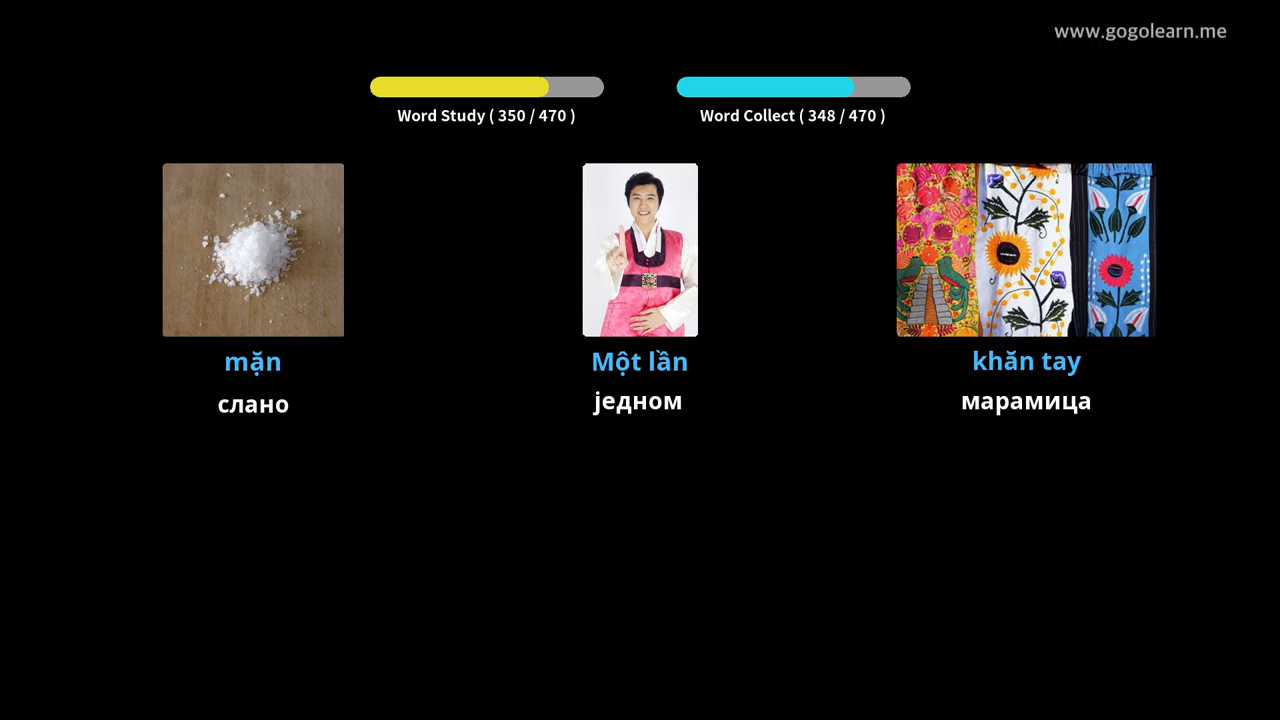 www.gogolearn.me
Word Study ( 350 / 470 )
Word Collect ( 348 / 470 )
mặn
Một lần
khăn tay
слано
једном
марамица